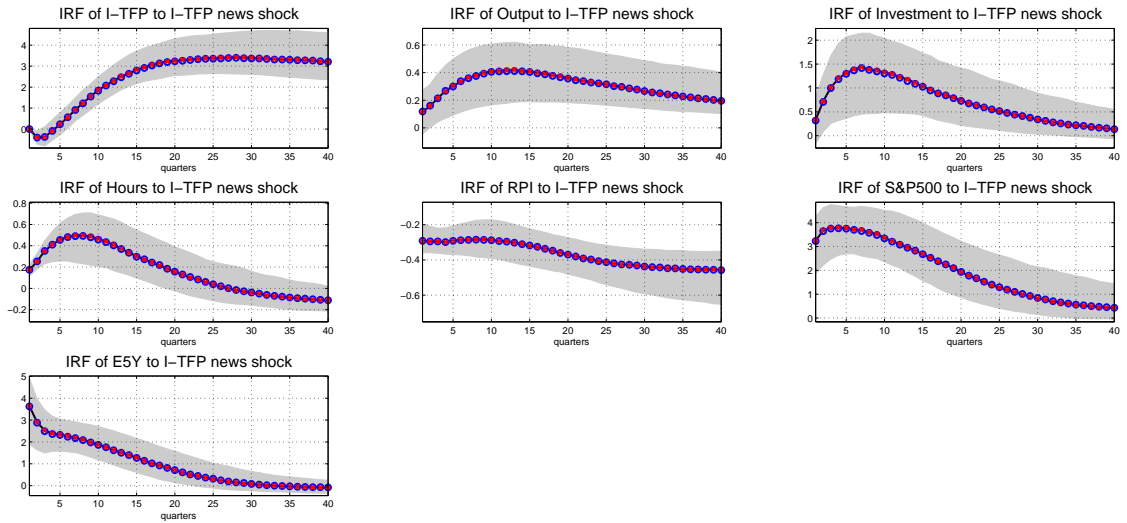 IRF of I−TFP to I−TFP news shock
4
3
2
1
0
5 10 15 20 25 30 35 40
quarters
IRF of Output to I−TFP news shock
0.6
0.4
0.2
0
5 10 15 20 25 30 35 40
quarters
IRF of Investment to I−TFP news shock
2
1.5
1
0.5
0
5 10 15 20 25 30 35 40
quarters
IRF of Hours to I−TFP news shock
0.8
0.6
0.4
0.2
0
−0.2
5 10 15 20 25 30 35 40
quarters
IRF of RPI to I−TFP news shock
−0.2
−0.4
−0.6
5 10 15 20 25 30 35 40
quarters
IRF of S&P500 to I−TFP news shock
4
3
2
1
0
5 10 15 20 25 30 35 40
quarters
IRF of E5Y to I−TFP news shock
5
4
3
2
1
0
5 10 15 20 25 30 35 40
quarters